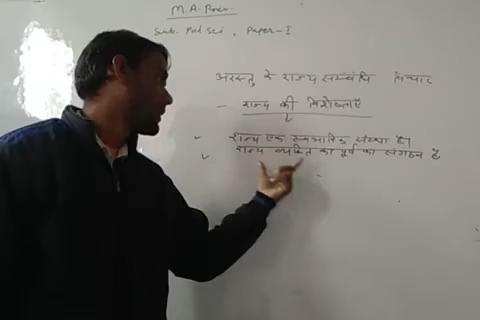 M.A. Prev.
Sub. Pol Sci, Paper-I
अरस्तु के राज्य सम्बंधि विचार
- राज्य की विशेषताएँ
✓ राज्य एक स्वभाविक संस्था है।
✓ राज्य व्यक्ति का पूर्व का संगठन है